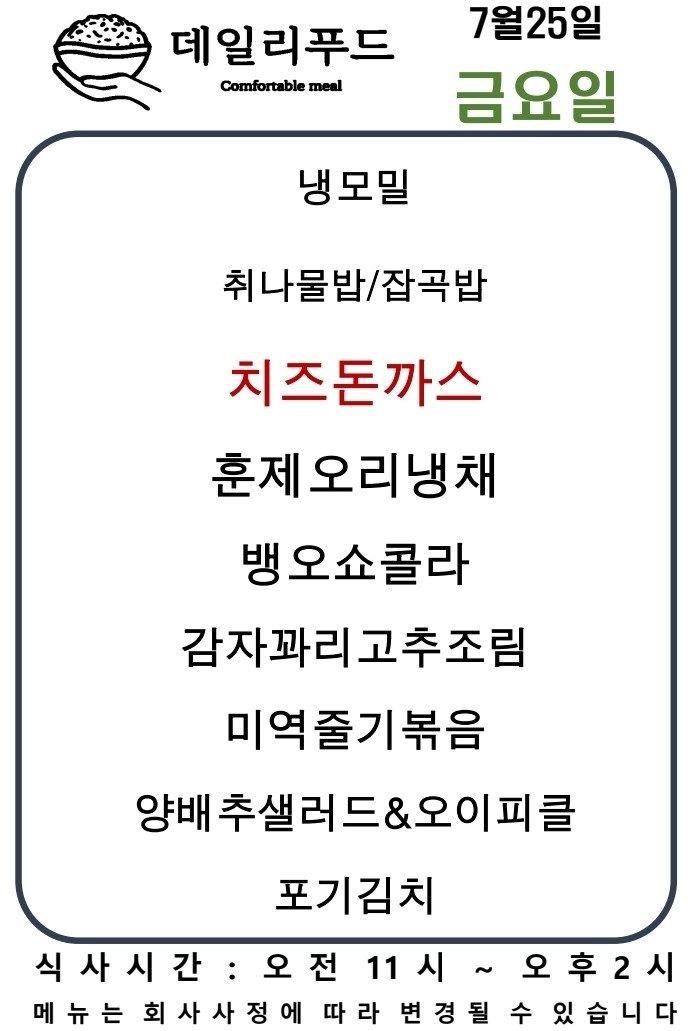 데일리푸드
Comfortable meal
7월25일
금요일
냉모밀
취나물밥/잡곡밥
치즈돈까스
훈제오리냉채
뱅오쇼콜라
감자꽈리고추조림
미역줄기볶음
양배추샐러드&오이피클
포기김치
식사시간 : 오전 11시 ~ 오후2시
메뉴는 회사사정에 따라 변경될 수 있습니다